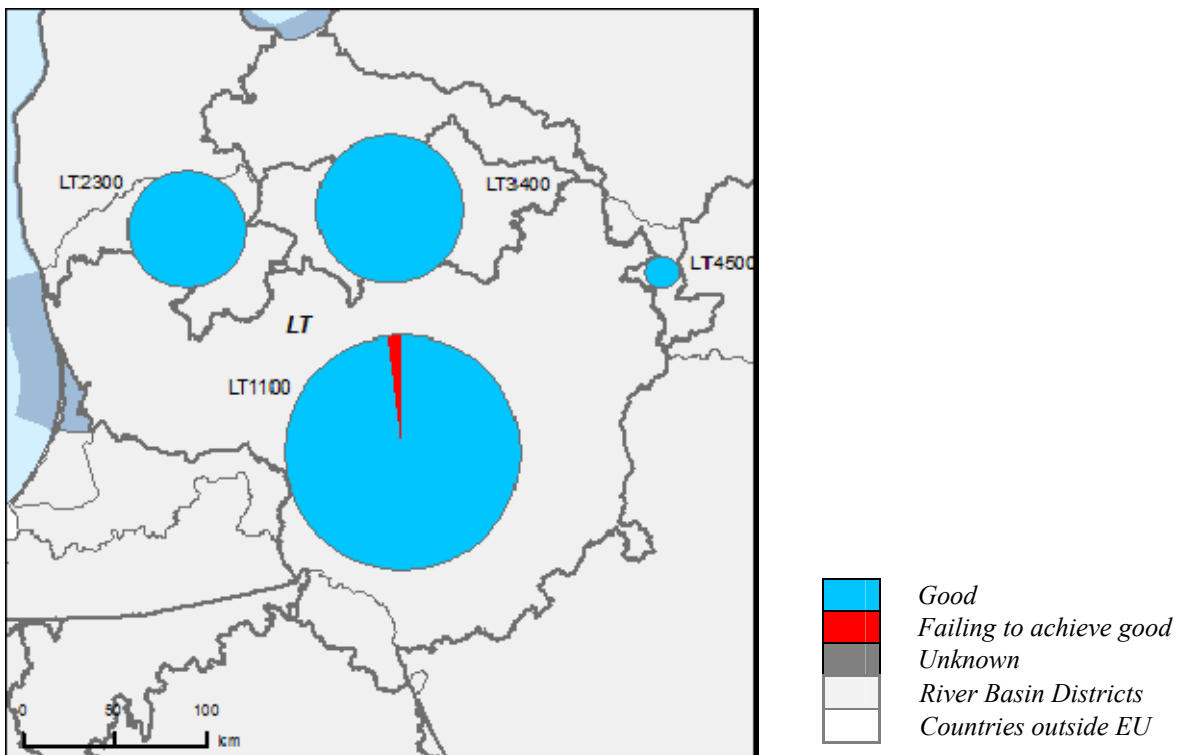 LT2300
LT3400
LT4500
LT
LT1100
0 50 100
km
Good
Failing to achieve good
Unknown
River Basin Districts
Countries outside EU